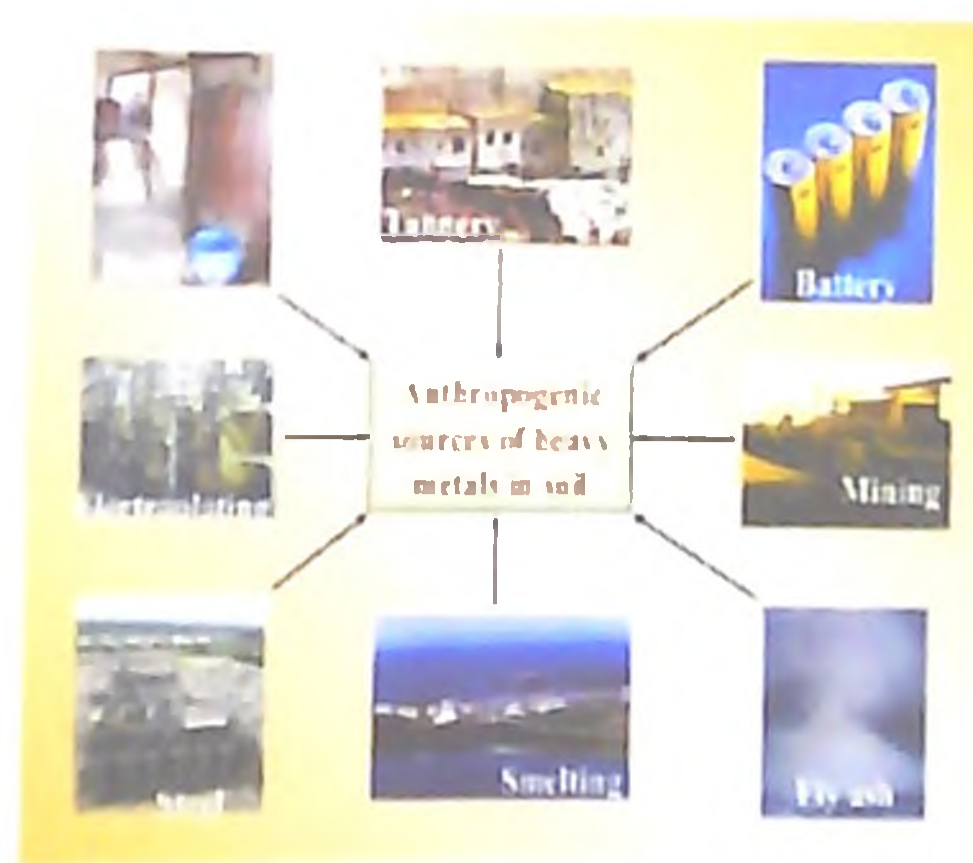 Tannery
Battery
Anthropogenic
sources of heavy
metals in soil
Electroplating
Mining
Smelting
Fly ash